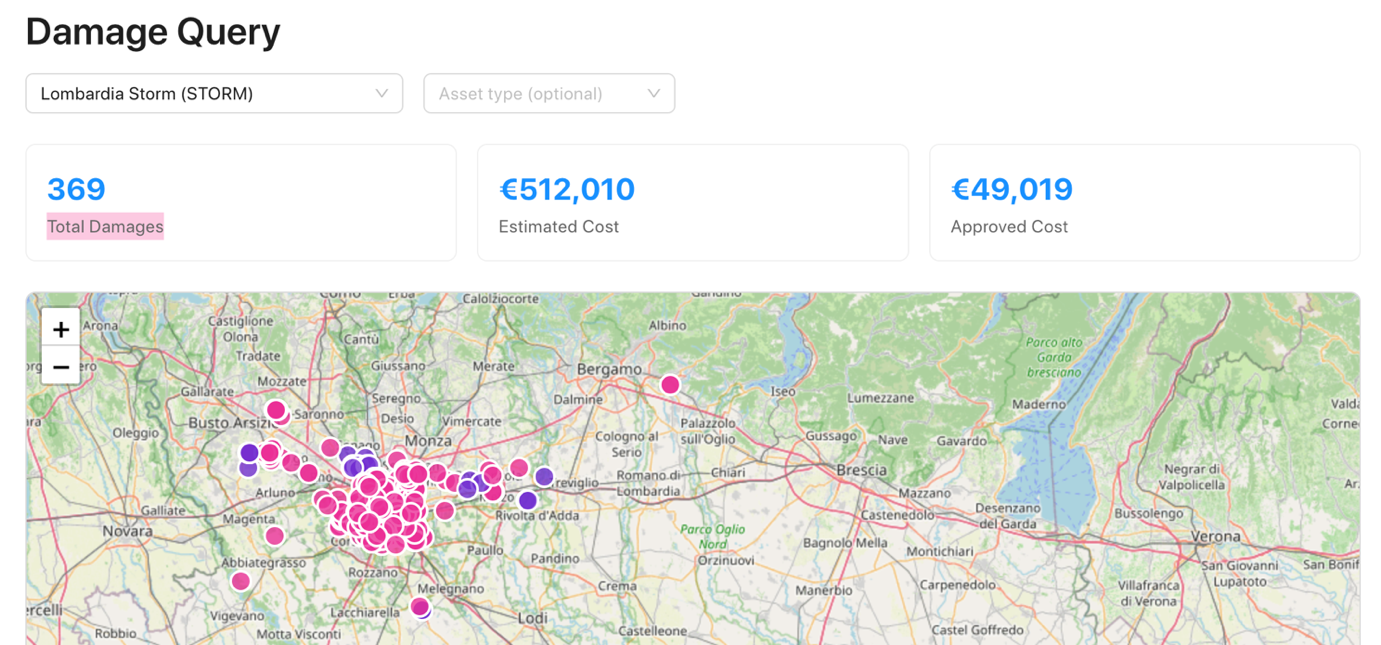 Damage Query
Lombardia Storm (STORM)
Asset type (optional)
369
Total Damages
€512,010
Estimated Cost
€49,019
Approved Cost
+
−
Como
Erba
Calolziocorte
Gandino
Arona
Castiglione
Olona
Cantù
Albino
Tradate
Giussano
Merate
Bergamo
Parco alto
Garda
bresciano
Mozzate
Gallarate
Seregno
Dalmine
Iseo
Lumezzane
Maderno
Busto Arsizi
Saronno
Desio
Vimercate
Palazzolo
sull'Oglio
Oleggio
Monza
Cologno al
Serio
Gussago
Nave
Gavardo
Negrar di
Valpolicella
Arluno
Treviglio
Romano di
Lombardia
Chiari
Brescia
Mazzano
Galliate
Magenta
Rivolta d'Adda
Castenedolo
Desenzano
del Garda
Bussolengo
Novara
Parco Oglio
Nord
Bagnolo Mella
Verona
Abbiategrasso
Paullo
Pandino
Orzinuovi
Montichiari
San Giovanni
Lupatoto
San Bonif
Rozzano
Melegnano
Crema
Manerbio
Carpenedolo
Villafranca
di Verona
ercelli
Vigevano
Lacchiarella
Lodi
Robbio
Motta Visconti
Castelleone
Castel Goffredo